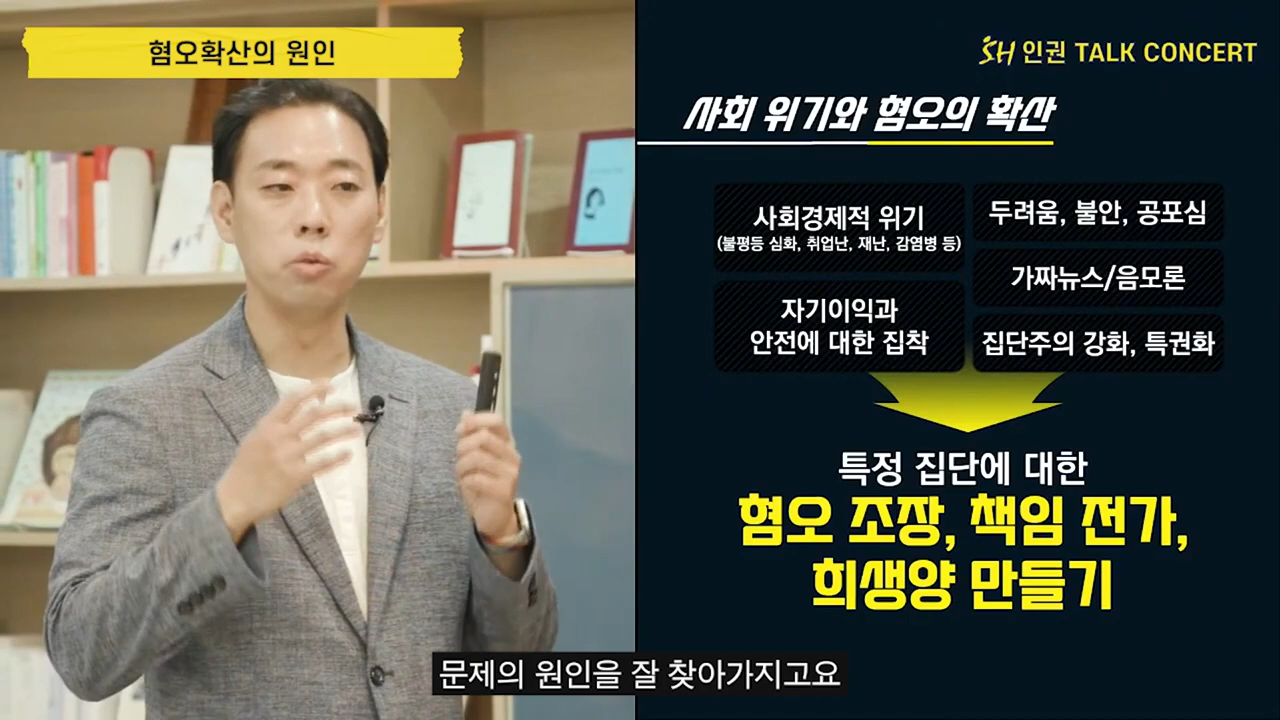 혐오확산의 원인
SH 인권 TALK CONCERT
사회 위기와 혐오의 확산
사회경제적 위기
(불평등 심화, 취업난, 재난, 감염병 등)
자기이익과
안전에 대한 집착
두려움, 불안, 공포심
가짜뉴스/음모론
집단주의 강화, 특권화
특정 집단에 대한
혐오 조장, 책임 전가,
희생양 만들기
문제의 원인을 잘 찾아가지고요